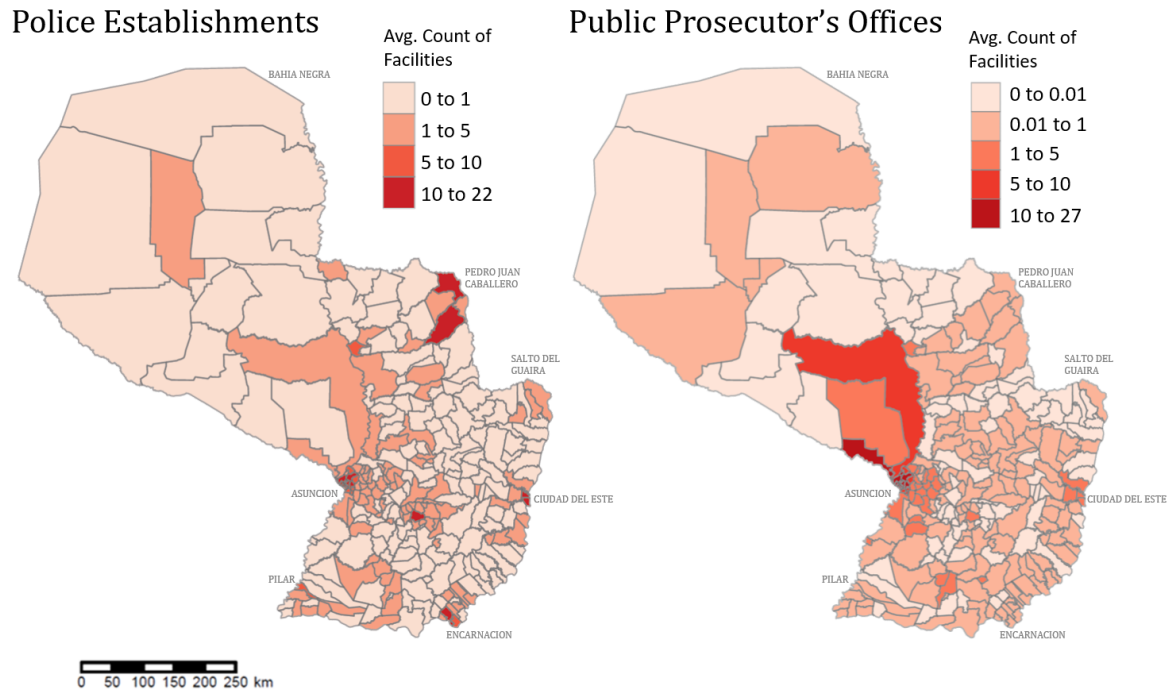 Police Establishments
Avg. Count of
Facilities
0 to 1
1 to 5
5 to 10
10 to 22
BAHIA NEGRA
PEDRO JUAN
CABALLERO
SALTO DEL
GUAIRA
ASUNCION
CIUDAD DEL ESTE
PILAR
ENCARNACION
0 50 100 150 200 250 km
Public Prosecutor's Offices
Avg. Count of
Facilities
0 to 0.01
0.01 to 1
1 to 5
5 to 10
10 to 27
BAHIA NEGRA
PEDRO JUAN
CABALLERO
SALTO DEL
GUAIRA
ASUNCION
CIUDAD DEL ESTE
PILAR
ENCARNACION